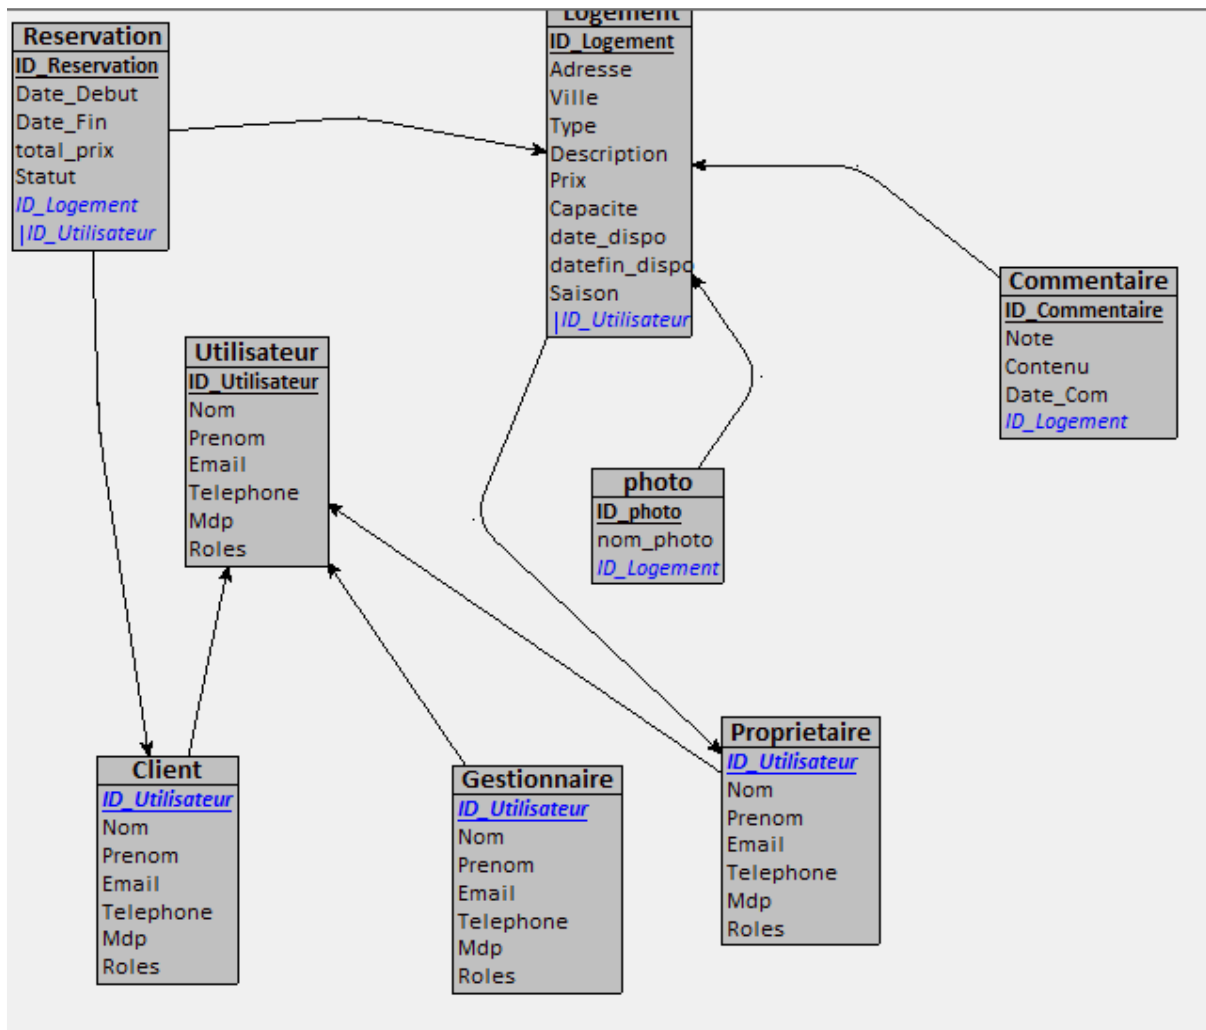 Reservation
ID_Reservation
Date_Debut
Date_Fin
total_prix
Statut
ID_Logement
|ID_Utilisateur
Logement
ID_Logement
Adresse
Ville
Type
Description
Prix
Capacite
date_dispo
datefin_dispo
Saison
|ID_Utilisateur
Commentaire
ID_Commentaire
Note
Contenu
Date_Com
ID_Logement
Utilisateur
ID_Utilisateur
Nom
Prenom
Email
Telephone
Mdp
Roles
photo
ID_photo
nom_photo
ID_Logement
Client
ID_Utilisateur
Nom
Prenom
Email
Telephone
Mdp
Roles
Gestionnaire
ID_Utilisateur
Nom
Prenom
Email
Telephone
Mdp
Roles
Proprietaire
ID_Utilisateur
Nom
Prenom
Email
Telephone
Mdp
Roles